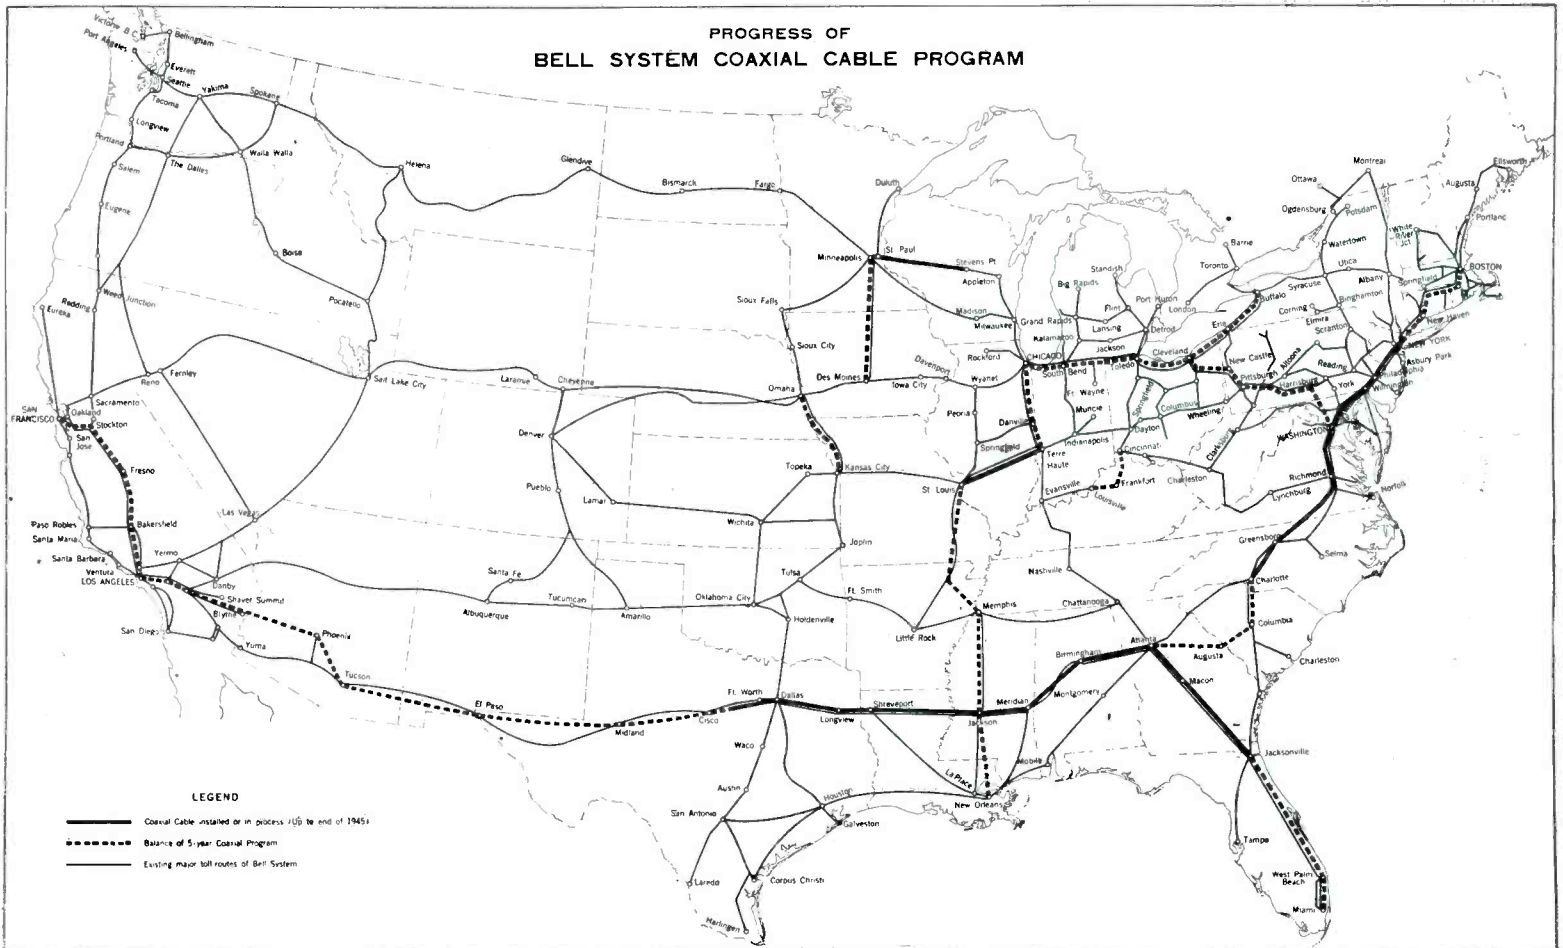 PROGRESS OF
BELL SYSTEM COAXIAL CABLE PROGRAM
Victoria B.C.
Bellingham
Port Angeles
Everett
Seattle
Tacoma
Yakima
Spokane
Longview
Portland
The Dalles
Walla Walla
Salem
Eugene
Helena
Glendive
Bismarck
Fargo
Duluth
Boise
Pocatello
Weed Junction
Redding
Eureka
Minneapolis
St. Paul
Stevens Pt
Appleton
Sioux Falls
Madison
Milwaukee
Montreal
Ottawa
Ogdensburg
Potsdam
Ellsworth
Augusta
Portland
White River Jct
Watertown
Barrie
Toronto
Utica
Syracuse
Albany
Springfield
BOSTON
Standish
Big Rapids
Port Huron
London
Flint
Grand Rapids
Lansing
Detroit
Kalamazoo
Jackson
Buffalo
Corning
Elmira
Binghamton
Scranton
New Haven
NEW YORK
Asbury Park
Erie
Cleveland
Toledo
South Bend
CHICAGO
Rockford
Sioux City
Reno
Fernley
Salt Lake City
Laramie
Cheyenne
Omaha
Des Moines
Iowa City
Davenport
Wyanet
Ft. Wayne
New Castle
Altoona
Pittsburgh
Harrisburg
Reading
York
Philadelphia
Wilmington
Sacramento
SAN FRANCISCO
Oakland
Stockton
San Jose
Denver
Peoria
Danville
Muncie
Springfield
Columbus
Wheeling
Indianapolis
Dayton
Clarksburg
WASHINGTON
Fresno
Pueblo
Topeka
Kansas City
Springfield
Terre Haute
St. Louis
Cincinnati
Evansville
Louisville
Frankfort
Charleston
Richmond
Lynchburg
Norfolk
Lamar
Las Vegas
Paso Robles
Bakersfield
Santa Maria
Wichita
Joplin
Greensboro
Selma
Santa Barbara
Yermo
Ventura
LOS ANGELES
Danby
Santa Fe
Tulsa
Nashville
Charlotte
Shaver Summit
Blythe
Albuquerque
Tucumcari
Amarillo
Oklahoma City
Ft. Smith
Memphis
Chattanooga
San Diego
Phoenix
Holdenville
Little Rock
Columbia
Yuma
Birmingham
Atlanta
Augusta
Charleston
Tucson
Macon
El Paso
Midland
Cisco
Ft. Worth
Dallas
Longview
Shreveport
Jackson
Meridian
Montgomery
Waco
La Place
Mobile
Jacksonville
Austin
Houston
New Orleans
San Antonio
Galveston
Tampa
LEGEND
Coaxial Cable installed or in process (Up to end of 1945)
Balance of 5-year Coaxial Program
Existing major toll routes of Bell System
Laredo
Corpus Christi
West Palm Beach
Miami
Harlingen